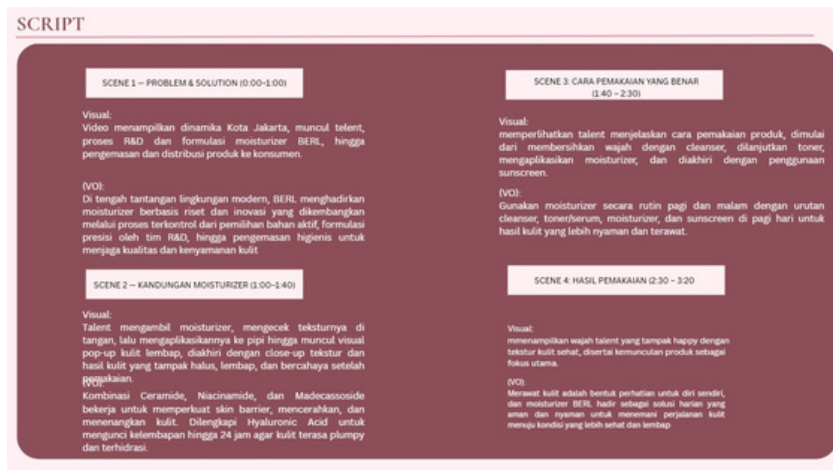 SCRIPT
SCENE 1 – PROBLEM & SOLUTION (0:00–1:00)
Visual:
Video menampilkan dinamika Kota Jakarta, muncul telent,
proses R&D dan formulasi moisturizer BERL, hingga
pengemasan dan distribusi produk ke konsumen.
(VO):
Di tengah tantangan lingkungan modern, BERL menghadirkan
moisturizer berbasis riset dan inovasi yang dikembangkan
melalui proses terkontrol dari pemilihan bahan aktif, formulasi
presisi oleh tim R&D, hingga pengemasan higienis untuk
menjaga kualitas dan kenyamanan kulit
SCENE 2 – KANDUNGAN MOISTURIZER (1:00–1:40)
Visual:
Talent mengambil moisturizer, mengecek teksturnya di
tangan, lalu mengaplikasikannya ke pipi hingga muncul visual
pop-up kulit lembap, diakhiri dengan close-up tekstur dan
hasil kulit yang tampak halus, lembap, dan bercahaya setelah
pemakaian.
(VO):
Kombinasi Ceramide, Niacinamide, dan Madecassoside
bekerja untuk memperkuat skin barrier, mencerahkan, dan
menenangkan kulit. Dilengkapi Hyaluronic Acid untuk
mengunci kelembapan hingga 24 jam agar kulit terasa plumpy
dan terhidrasi.
SCENE 3: CARA PEMAKAIAN YANG BENAR
(1:40 – 2:30)
Visual:
memperlihatkan talent menjelaskan cara pemakaian produk, dimulai
dari membersihkan wajah dengan cleanser, dilanjutkan toner,
mengaplikasikan moisturizer, dan diakhiri dengan penggunaan
sunscreen.
(VO):
Gunakan moisturizer secara rutin pagi dan malam dengan urutan
cleanser, toner/serum, moisturizer, dan sunscreen di pagi hari untuk
hasil kulit yang lebih nyaman dan terawat.
SCENE 4: HASIL PEMAKAIAN (2:30 – 3:20
Visual:
mmenampilkan wajah talent yang tampak happy dengan
tekstur kulit sehat, disertai kemunculan produk sebagai
fokus utama.
(VO):
Merawat kulit adalah bentuk perhatian untuk diri sendiri,
dan moisturizer BERL hadir sebagai solusi harian yang
aman dan nyaman untuk menemani perjalanan kulit
menuju kondisi yang lebih sehat dan lembap